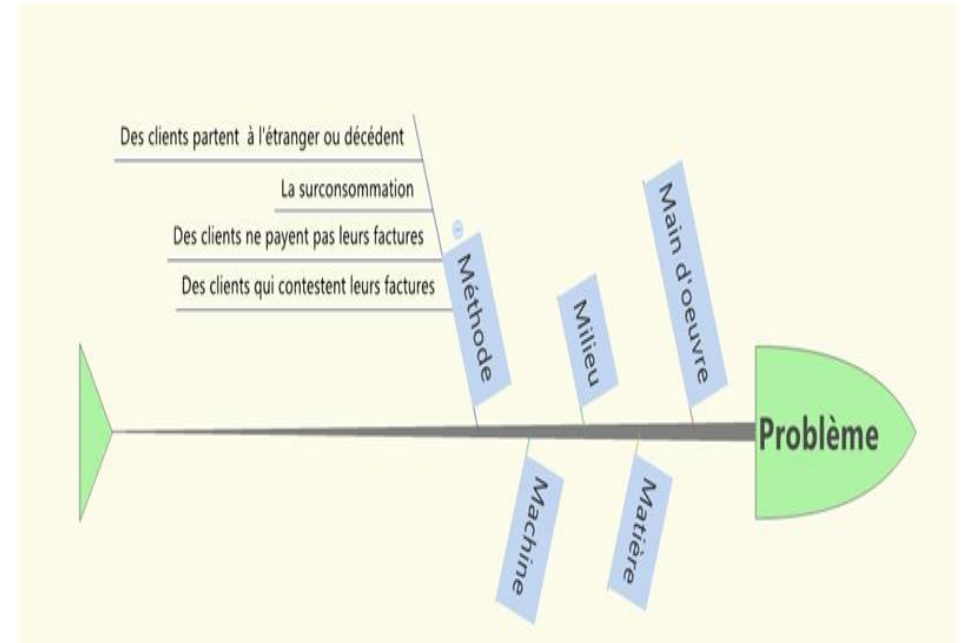 Des clients partent à l'étranger ou décédent
La surconsommation
Des clients ne payent pas leurs factures
Des clients qui contestent leurs factures
Méthode
Milieu
Main d'oeuvre
Problème
Machine
Matière